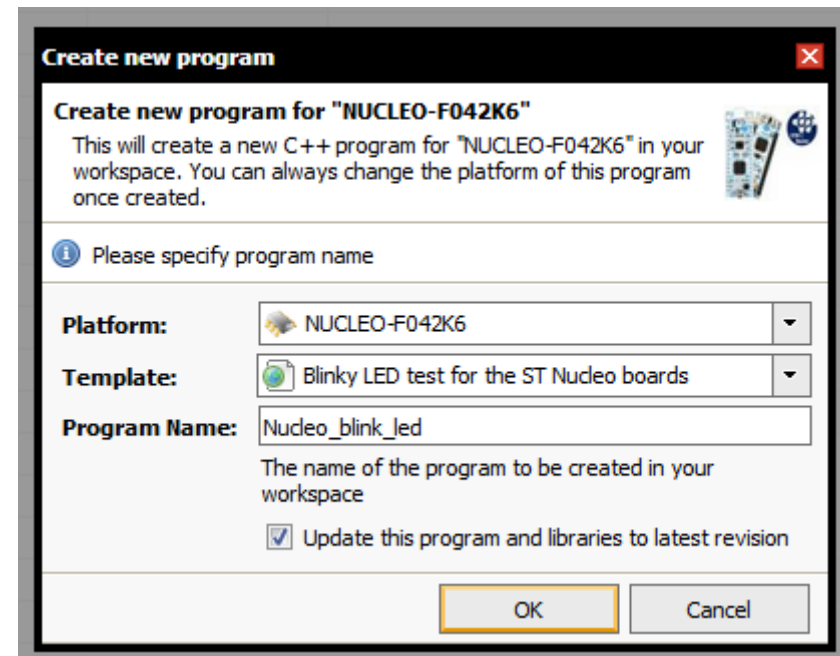 Create new program
Create new program for "NUCLEO-F042K6"
This will create a new C++ program for "NUCLEO-F042K6" in your
workspace. You can always change the platform of this program
once created.
Please specify program name
Platform: NUCLEO-F042K6
Template: Blinky LED test for the ST Nucleo boards
Program Name: Nucleo_blink_led
The name of the program to be created in your
workspace
Update this program and libraries to latest revision
OK Cancel